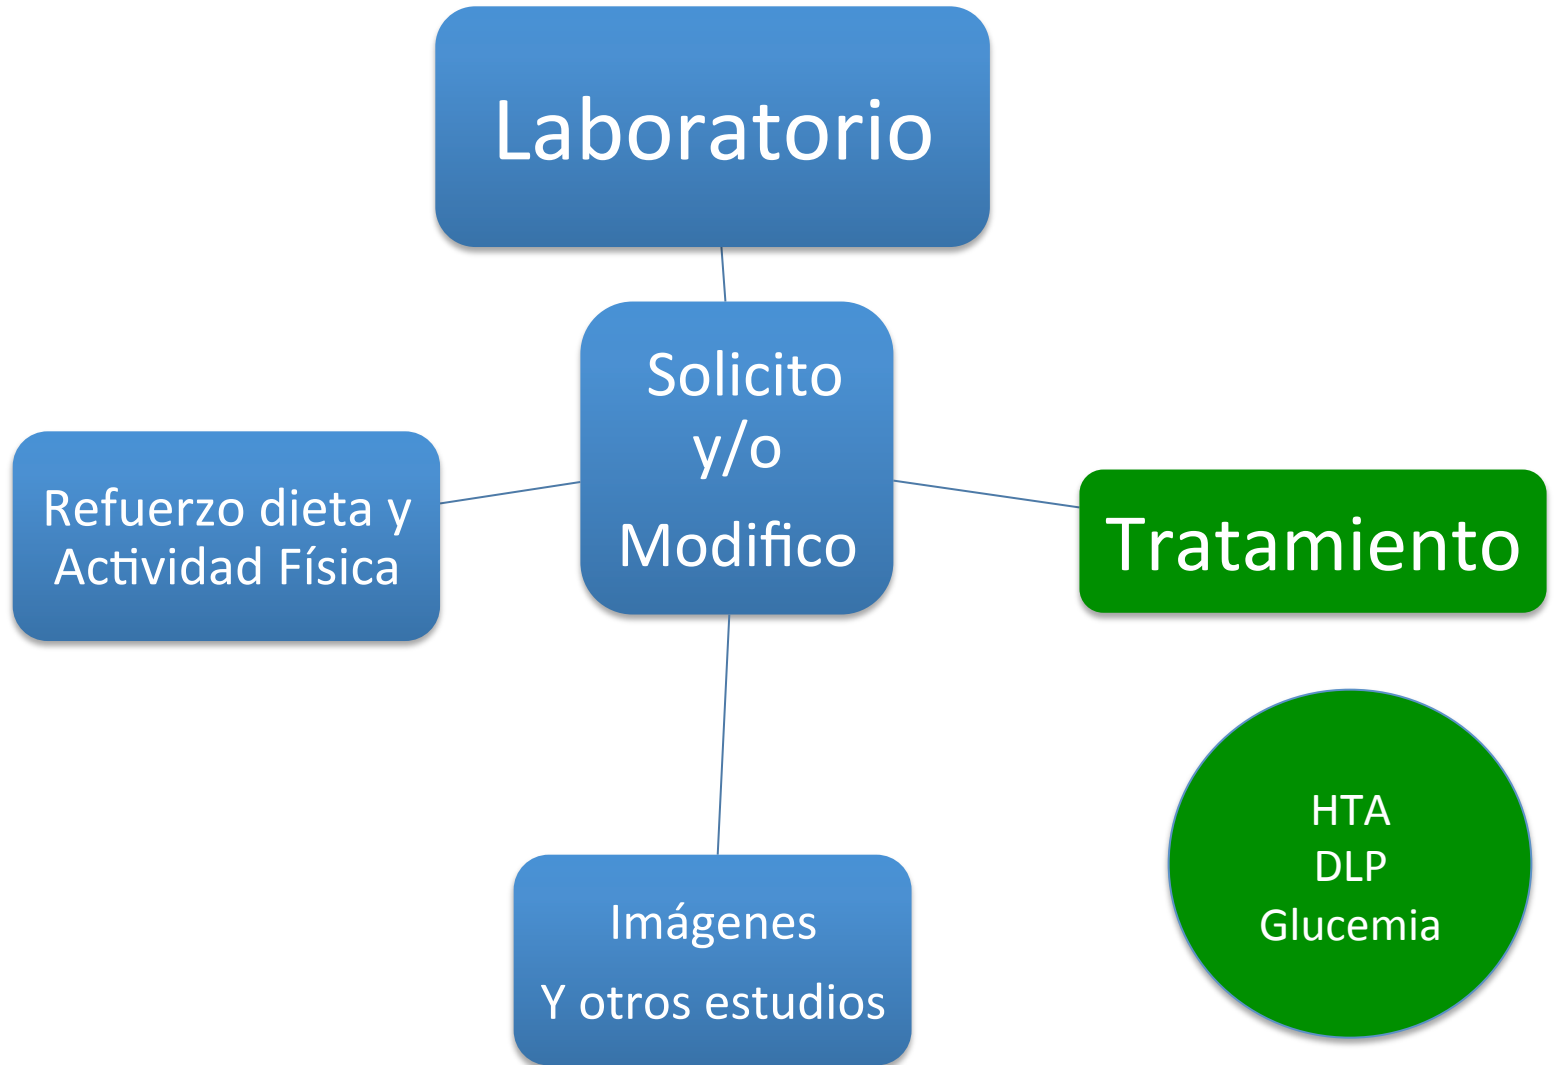 Laboratorio
Solicito
y/o
Modifico
Refuerzo dieta y
Actividad Física
Tratamiento
HTA
DLP
Glucemia
Imágenes
Y otros estudios